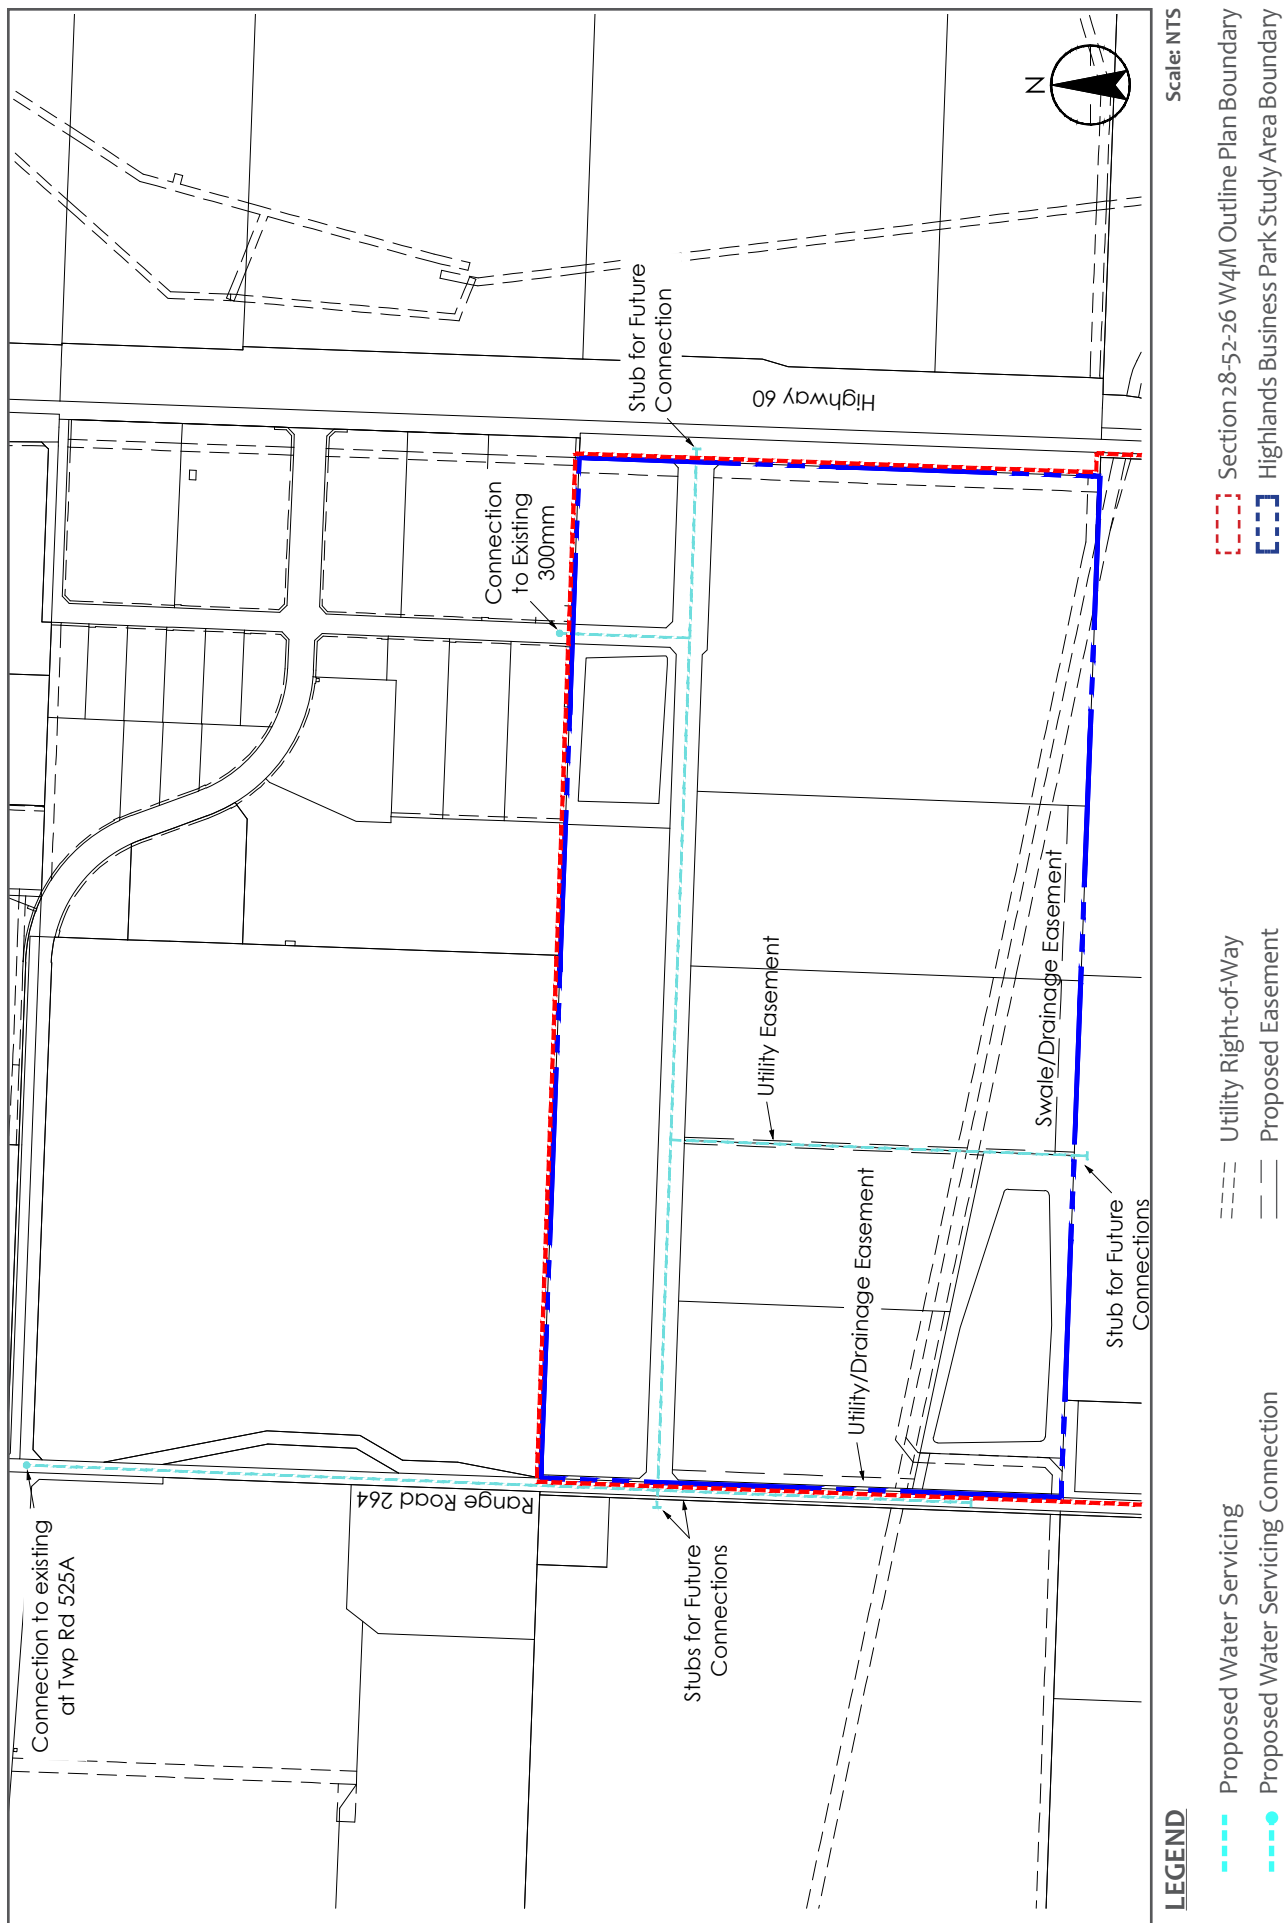 Connection to existing
at Twp Rd 525A
Range Road 264
Stubs for Future
Connections
Connection
to Existing
300mm
Stub for Future
Connection
Highway 60
Utility Easement
Utility/Drainage Easement
Swale/Drainage Easement
Stub for Future
Connections
N
Scale: NTS
LEGEND
Proposed Water Servicing
Proposed Water Servicing Connection
Utility Right-of-Way
Proposed Easement
Section 28-52-26 W4M Outline Plan Boundary
Highlands Business Park Study Area Boundary